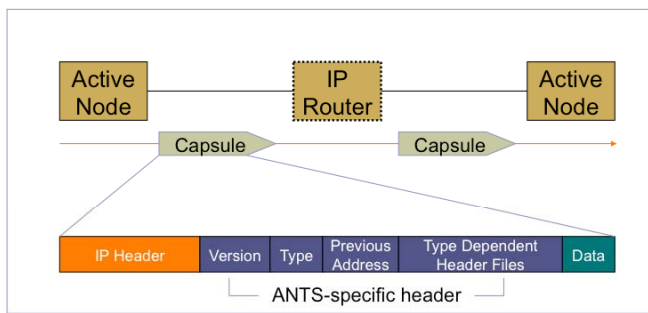 Active
Node
IP
Router
Active
Node
Capsule
Capsule
IP Header
Version
Type
Previous
Address
Type Dependent
Header Files
Data
ANTS-specific header